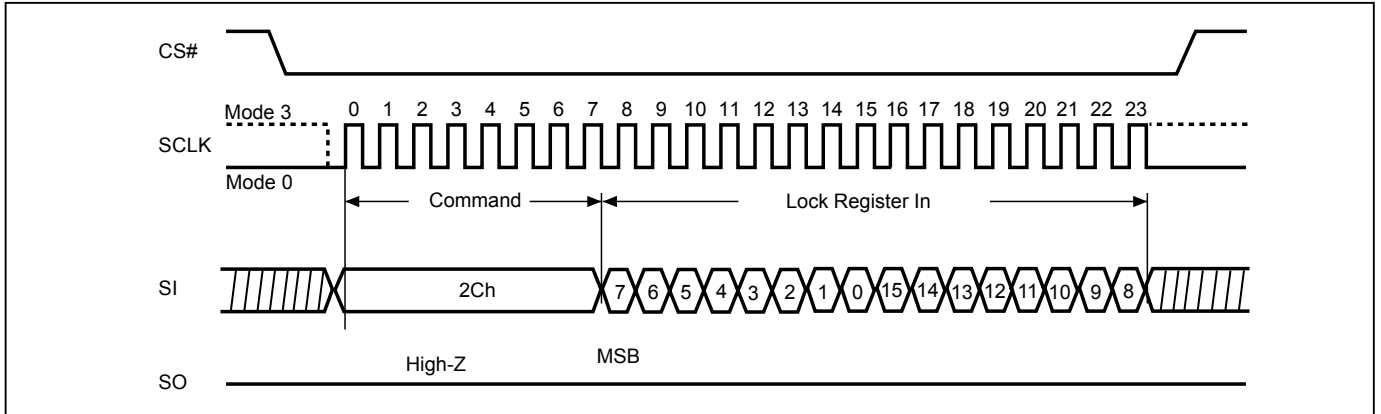 CS#
Mode 3
0 1 2 3 4 5 6 7 8 9 10 11 12 13 14 15 16 17 18 19 20 21 22 23
SCLK
Mode 0
Command
Lock Register In
SI
2Ch
7 6 5 4 3 2 1 0 15 14 13 12 11 10 9 8
High-Z
MSB
SO